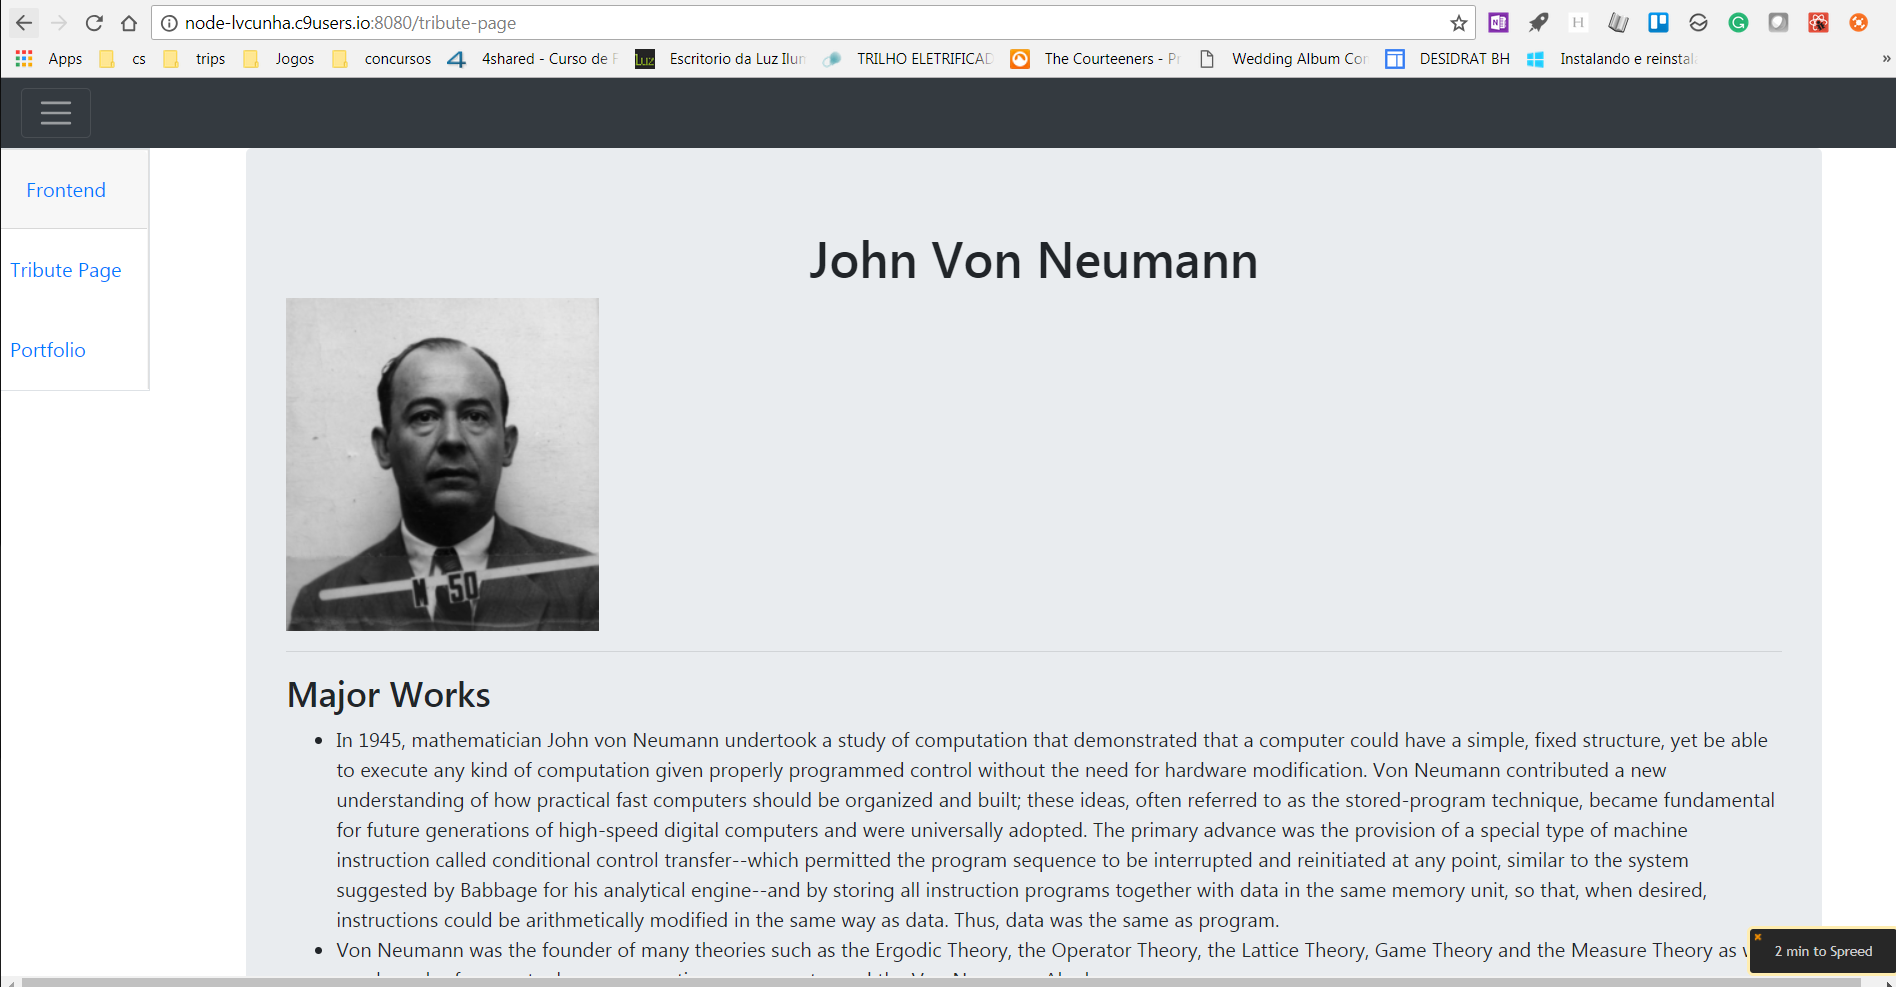 node-lvcunha.c9users.io:8080/tribute-page
Apps cs trips Jogos concursos 4shared - Curso de F Luz Escritorio da Luz Ilun TRILHO ELETRIFICAD The Courteeners - Pr Wedding Album Cor DESIDRAT BH Instalando e reinstal »
Frontend
Tribute Page
Portfolio
John Von Neumann
M 50
Major Works
• In 1945, mathematician John von Neumann undertook a study of computation that demonstrated that a computer could have a simple, fixed structure, yet be able
to execute any kind of computation given properly programmed control without the need for hardware modification. Von Neumann contributed a new
understanding of how practical fast computers should be organized and built; these ideas, often referred to as the stored-program technique, became fundamental
for future generations of high-speed digital computers and were universally adopted. The primary advance was the provision of a special type of machine
instruction called conditional control transfer--which permitted the program sequence to be interrupted and reinitiated at any point, similar to the system
suggested by Babbage for his analytical engine--and by storing all instruction programs together with data in the same memory unit, so that, when desired,
instructions could be arithmetically modified in the same way as data. Thus, data was the same as program.
• Von Neumann was the founder of many theories such as the Ergodic Theory, the Operator Theory, the Lattice Theory, Game Theory and the Measure Theory as
2 min to Spreed